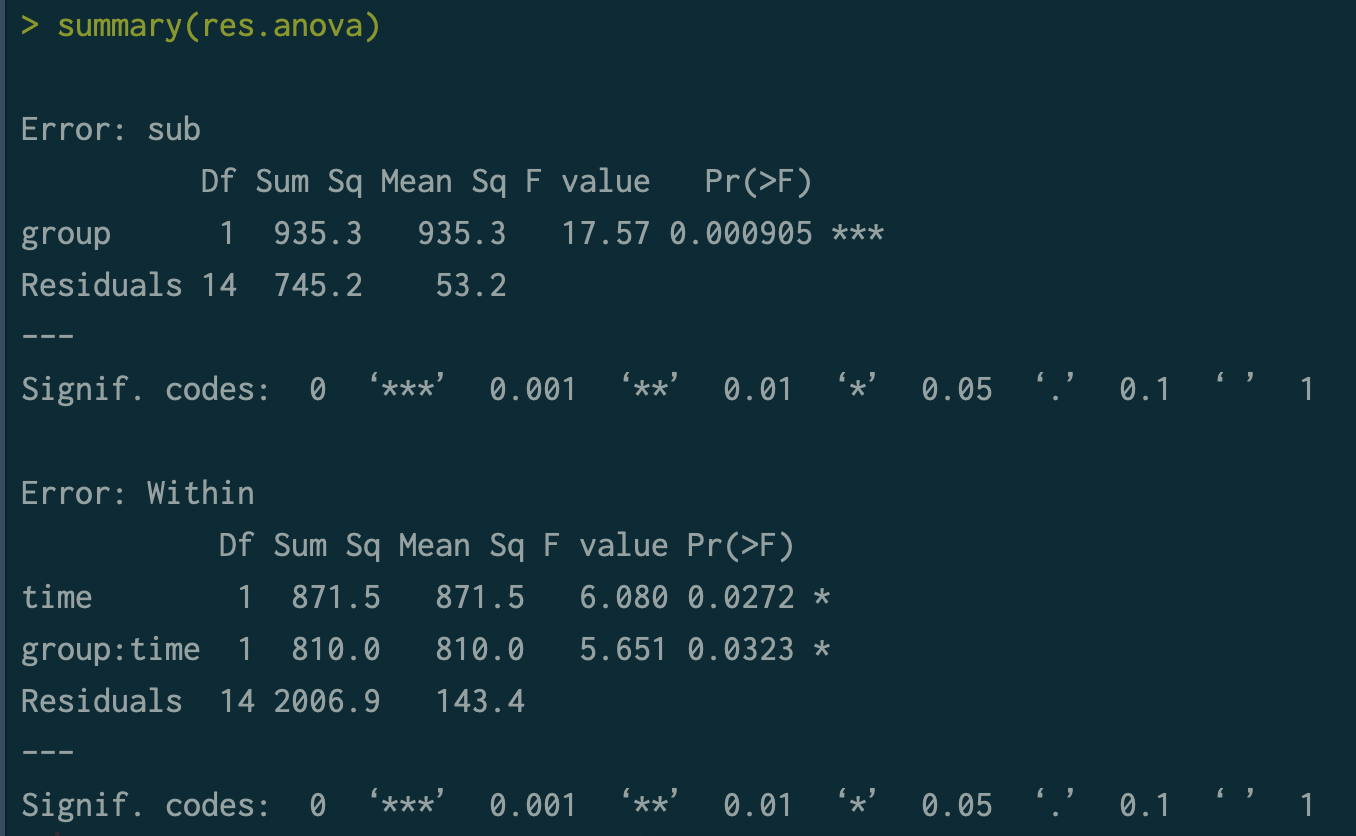 > summary(res.anova)
Error: sub
Df Sum Sq Mean Sq F value Pr(>F)
group 1 935.3 935.3 17.57 0.000905 ***
Residuals 14 745.2 53.2
---
Signif. codes: 0 ‘***’ 0.001 ‘**’ 0.01 ‘*’ 0.05 ‘.’ 0.1 ‘ ’ 1
Error: Within
Df Sum Sq Mean Sq F value Pr(>F)
time 1 871.5 871.5 6.080 0.0272 *
group:time 1 810.0 810.0 5.651 0.0323 *
Residuals 14 2006.9 143.4
---
Signif. codes: 0 ‘***’ 0.001 ‘**’ 0.01 ‘*’ 0.05 ‘.’ 0.1 ‘ ’ 1